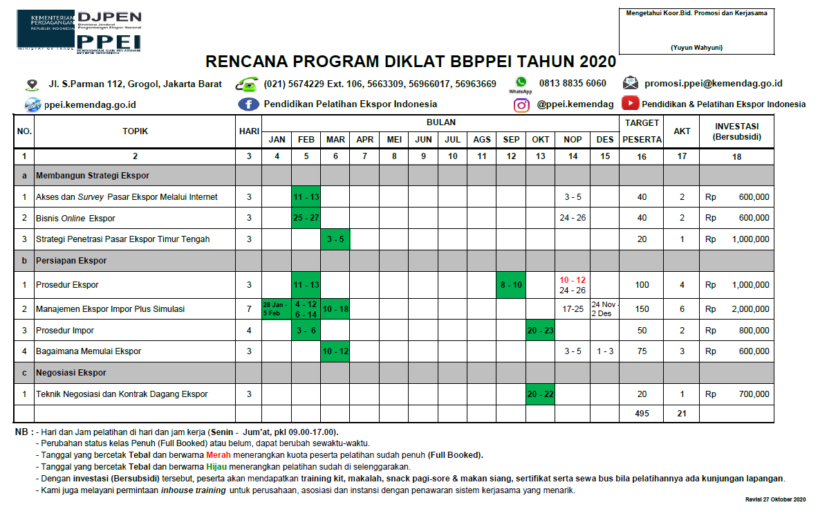 KEMENTERIAN
PERDAGANGAN
REPUBLIK INDONESIA
DJPEN
PPEI
Mengetahui Koor.Bid. Promosi dan Kerjasama
(Yuyun Wahyuni)
RENCANA PROGRAM DIKLAT BBPPEI TAHUN 2020
Jl. S.Parman 112, Grogol, Jakarta Barat (021) 5674229 Ext. 106, 5663309, 56966017, 56963669 WhatsApp 0813 8835 6060 promosi.ppei@kemendag.go.id
ppei.kemendag.go.id Pendidikan Pelatihan Ekspor Indonesia @ppei.kemendag Pendidikan & Pelatihan Ekspor Indonesia
NO. TOPIK HARI BULAN TARGET PESERTA AKT INVESTASI (Bersubsidi)
JAN FEB MAR APR MEI JUN JUL AGS SEP OKT NOP DES
1 2 3 4 5 6 7 8 9 10 11 12 13 14 15 16 17 18
a Membangun Strategi Ekspor
1 Akses dan Survey Pasar Ekspor Melalui Internet 3 11 - 13 3 - 5 40 2 Rp 600,000
2 Bisnis Online Ekspor 3 25 - 27 24 - 26 40 2 Rp 600,000
3 Strategi Penetrasi Pasar Ekspor Timur Tengah 3 3 - 5 20 1 Rp 1,000,000
b Persiapan Ekspor
1 Prosedur Ekspor 3 11 - 13 8 - 10 10 - 12 24 - 26 100 4 Rp 1,000,000
2 Manajemen Ekspor Impor Plus Simulasi 7 28 Jan - 5 Feb 4 - 12 6 - 14 10 - 18 17-25 24 Nov - 2 Des 150 6 Rp 2,000,000
3 Prosedur Impor 4 3 - 6 20 - 23 50 2 Rp 800,000
4 Bagaimana Memulai Ekspor 3 10 - 12 3 - 5 1 - 3 75 3 Rp 600,000
c Negosiasi Ekspor
1 Teknik Negosiasi dan Kontrak Dagang Ekspor 3 20 - 22 20 1 Rp 700,000
495 21
NB : - Hari dan Jam pelatihan di hari dan jam kerja (Senin - Jum'at, pkl 09.00-17.00).
- Perubahan status kelas Penuh (Full Booked) atau belum, dapat berubah sewaktu-waktu.
- Tanggal yang bercetak Tebal dan berwarna Merah menerangkan kuota peserta pelatihan sudah penuh (Full Booked).
- Tanggal yang bercetak Tebal dan berwarna Hijau menerangkan pelatihan sudah di selenggarakan.
- Dengan investasi (Bersubsidi) tersebut, peserta akan mendapatkan training kit, makalah, snack pagi-sore & makan siang, sertifikat serta sewa bus bila pelatihannya ada kunjungan lapangan.
- Kami juga melayani permintaan inhouse training untuk perusahaan, asosiasi dan instansi dengan penawaran sistem kerjasama yang menarik.
Revisi 27 Oktober 2020